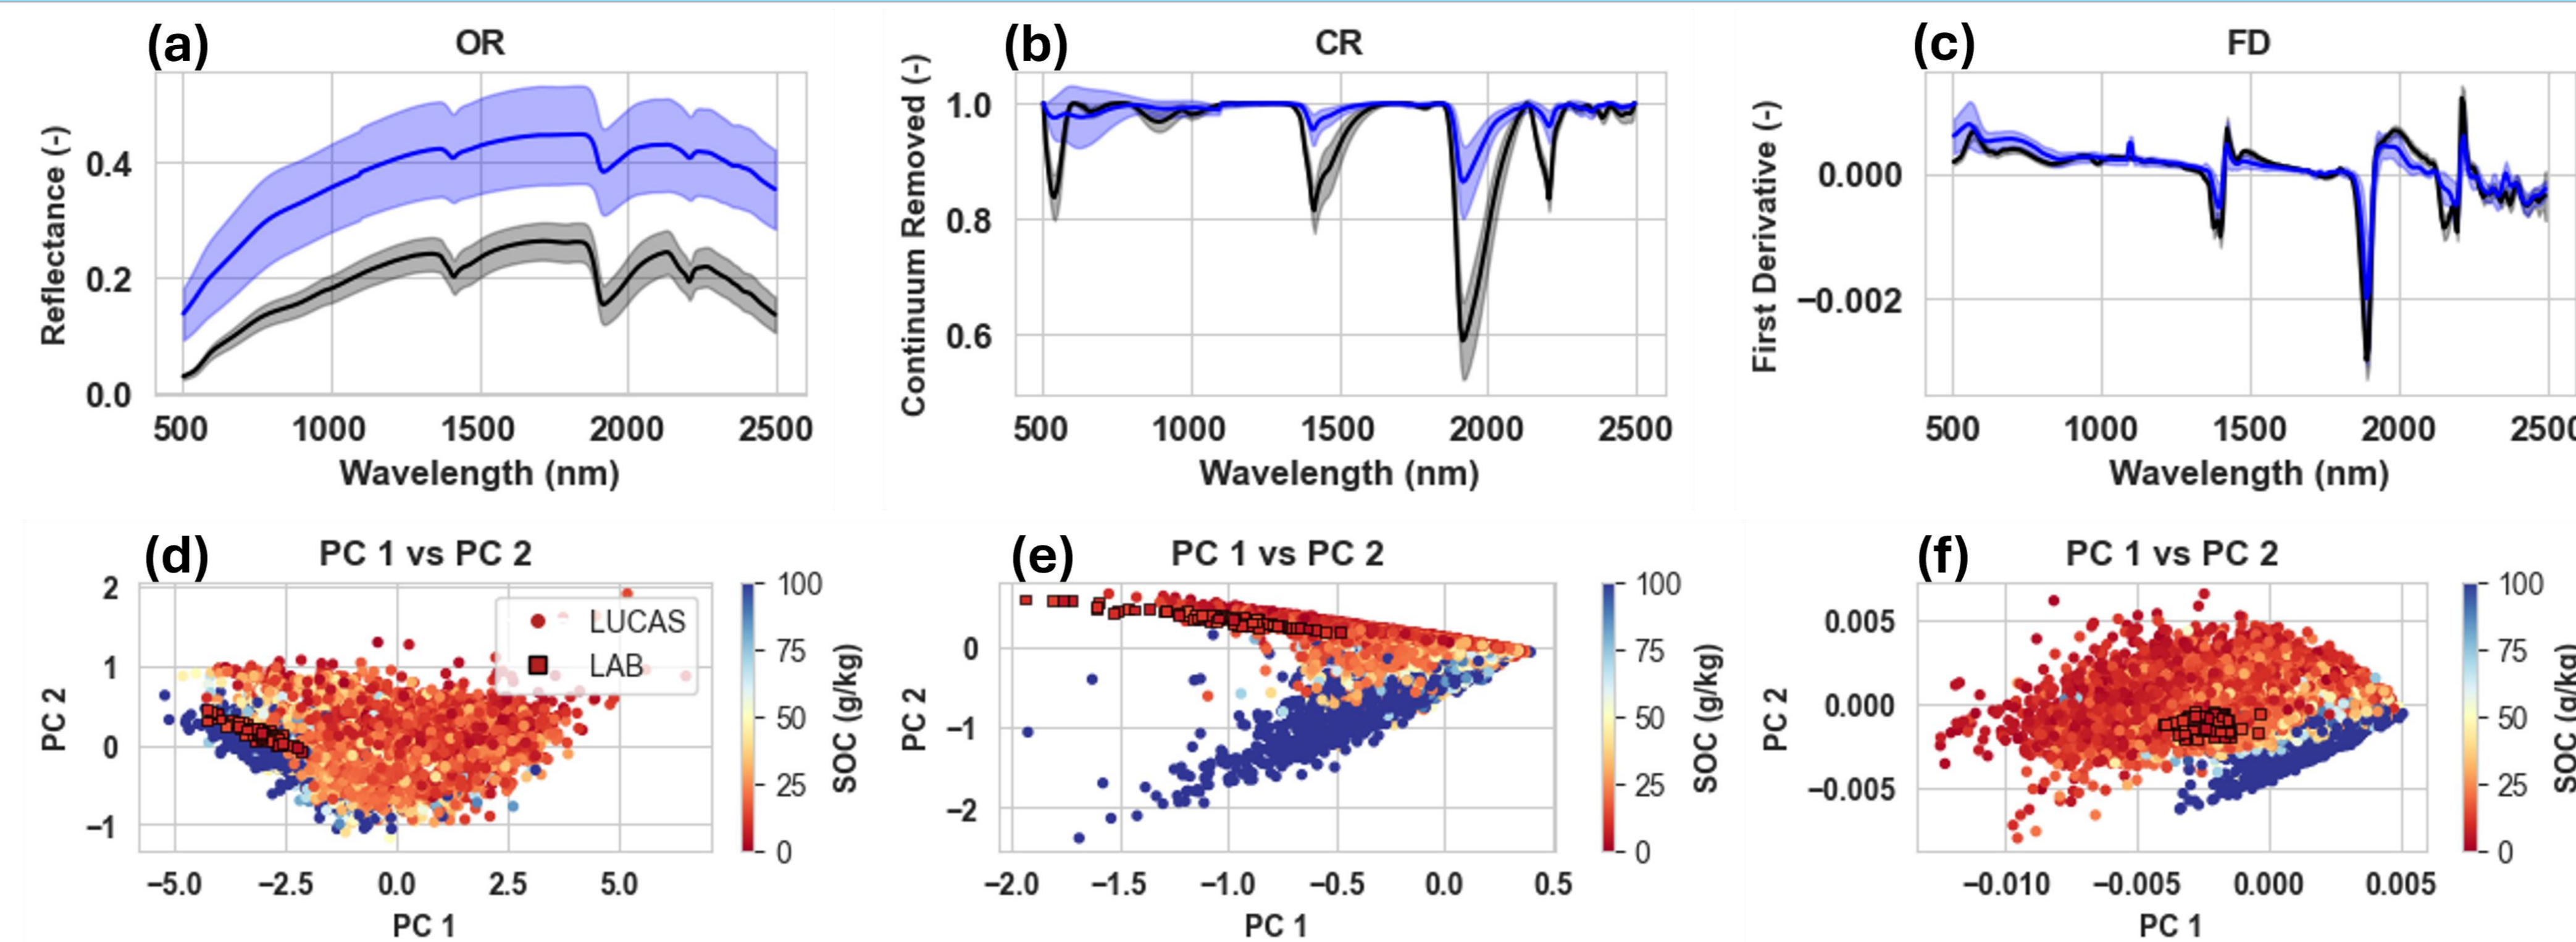 (a) OR
(b) CR
(c) FD
Reflectance (-)
0.4
0.2
0.0
500 1000 1500 2000 2500
Wavelength (nm)
Continuum Removed (-)
1.0
0.8
0.6
500 1000 1500 2000 2500
Wavelength (nm)
First Derivative (-)
0.000
−0.002
500 1000 1500 2000 2500
Wavelength (nm)
(d) PC 1 vs PC 2
PC 2
2
1
0
−1
LUCAS
LAB
−5.0 −2.5 0.0 2.5 5.0
PC 1
100
75
50
25
0
SOC (g/kg)
(e) PC 1 vs PC 2
PC 2
0
−1
−2
−2.0 −1.5 −1.0 −0.5 0.0 0.5
PC 1
100
75
50
25
0
SOC (g/kg)
(f) PC 1 vs PC 2
PC 2
0.005
0.000
−0.005
−0.010 −0.005 0.000 0.005
PC 1
100
75
50
25
0
SOC (g/kg)